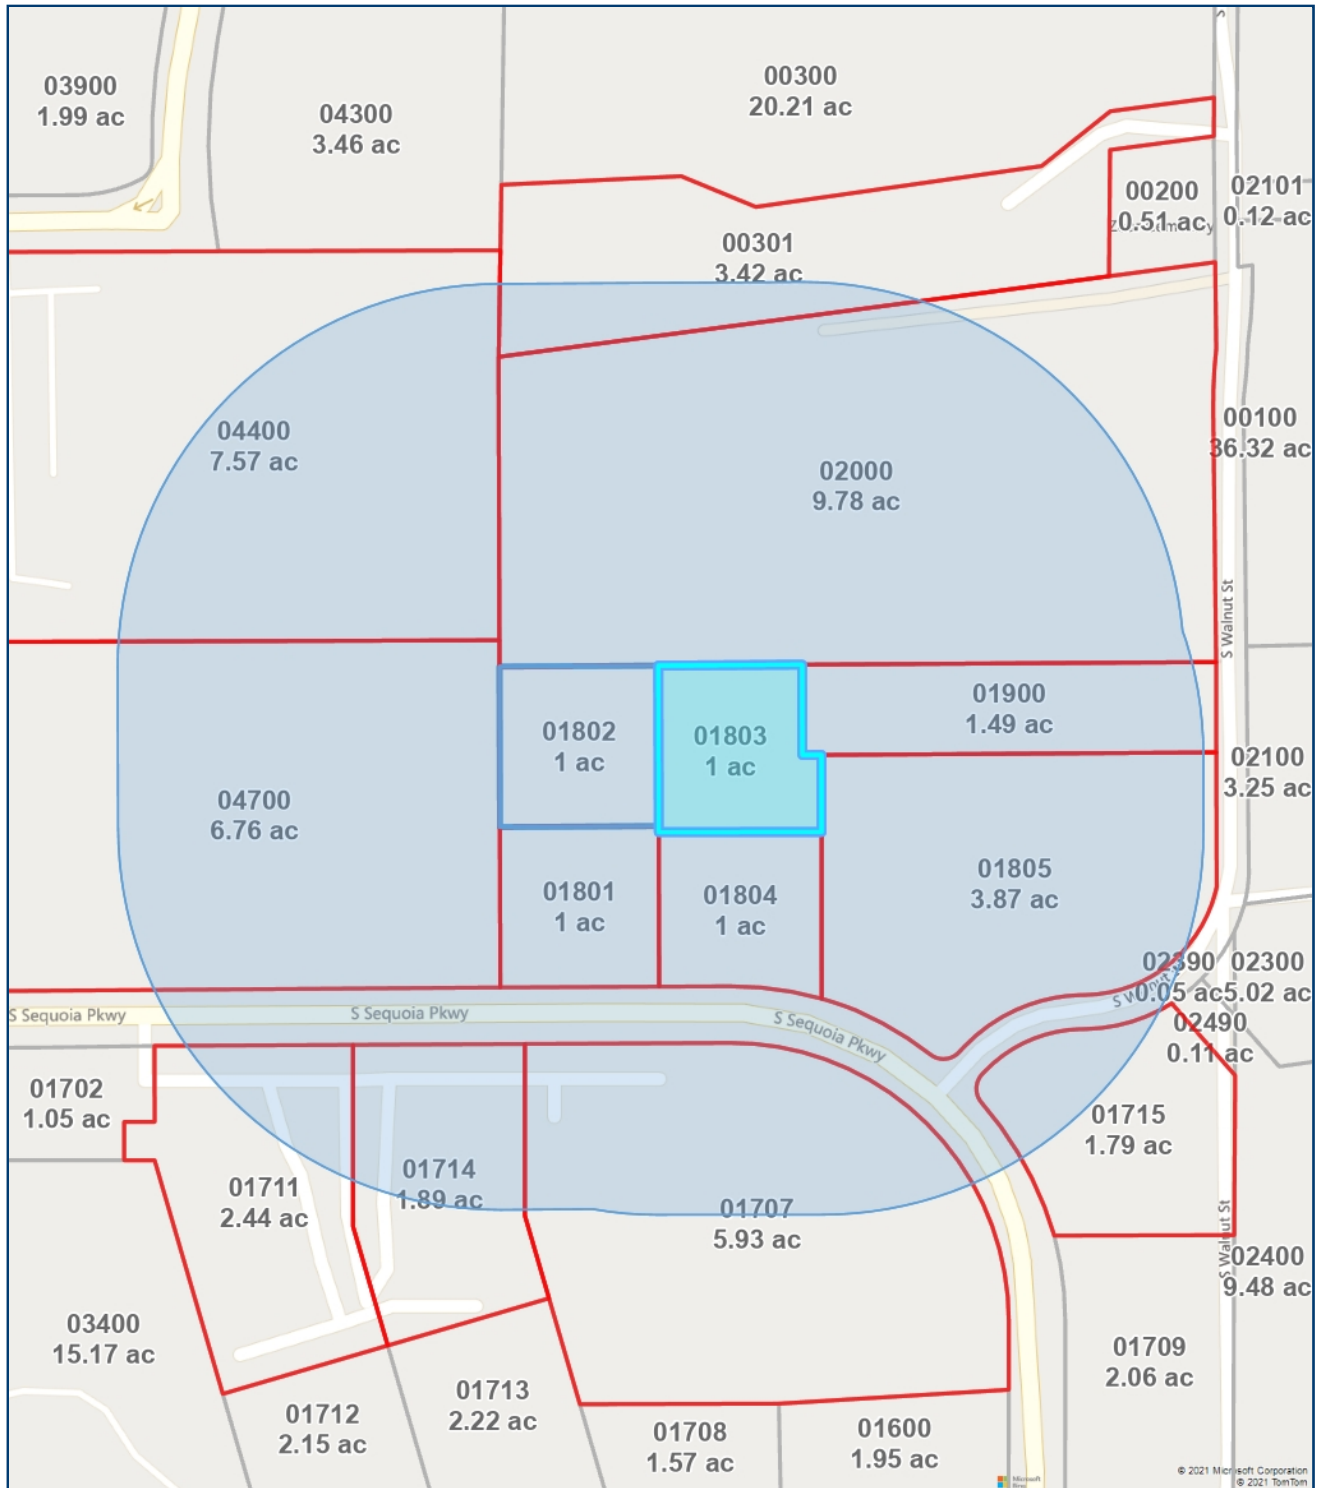 S
03900
1.99 ac
04300
3.46 ac
00300
20.21 ac
00200
0.51 ac
02101
0.12 ac
00301
3.42 ac
04400
7.57 ac
02000
9.78 ac
00100
36.32 ac
S Walnut St
01802
1 ac
01803
1 ac
01900
1.49 ac
02100
3.25 ac
04700
6.76 ac
01801
1 ac
01804
1 ac
01805
3.87 ac
02390
0.05 ac
02300
5.02 ac
S Walnut
S Sequoia Pkwy
S Sequoia Pkwy
S Sequoia Pkwy
02490
0.11 ac
01702
1.05 ac
01715
1.79 ac
01711
2.44 ac
01714
1.89 ac
01707
5.93 ac
S Walnut St
02400
9.48 ac
03400
15.17 ac
01709
2.06 ac
01712
2.15 ac
01713
2.22 ac
01708
1.57 ac
01600
1.95 ac
Microsoft
© 2021 Microsoft Corporation
© 2021 TomTom